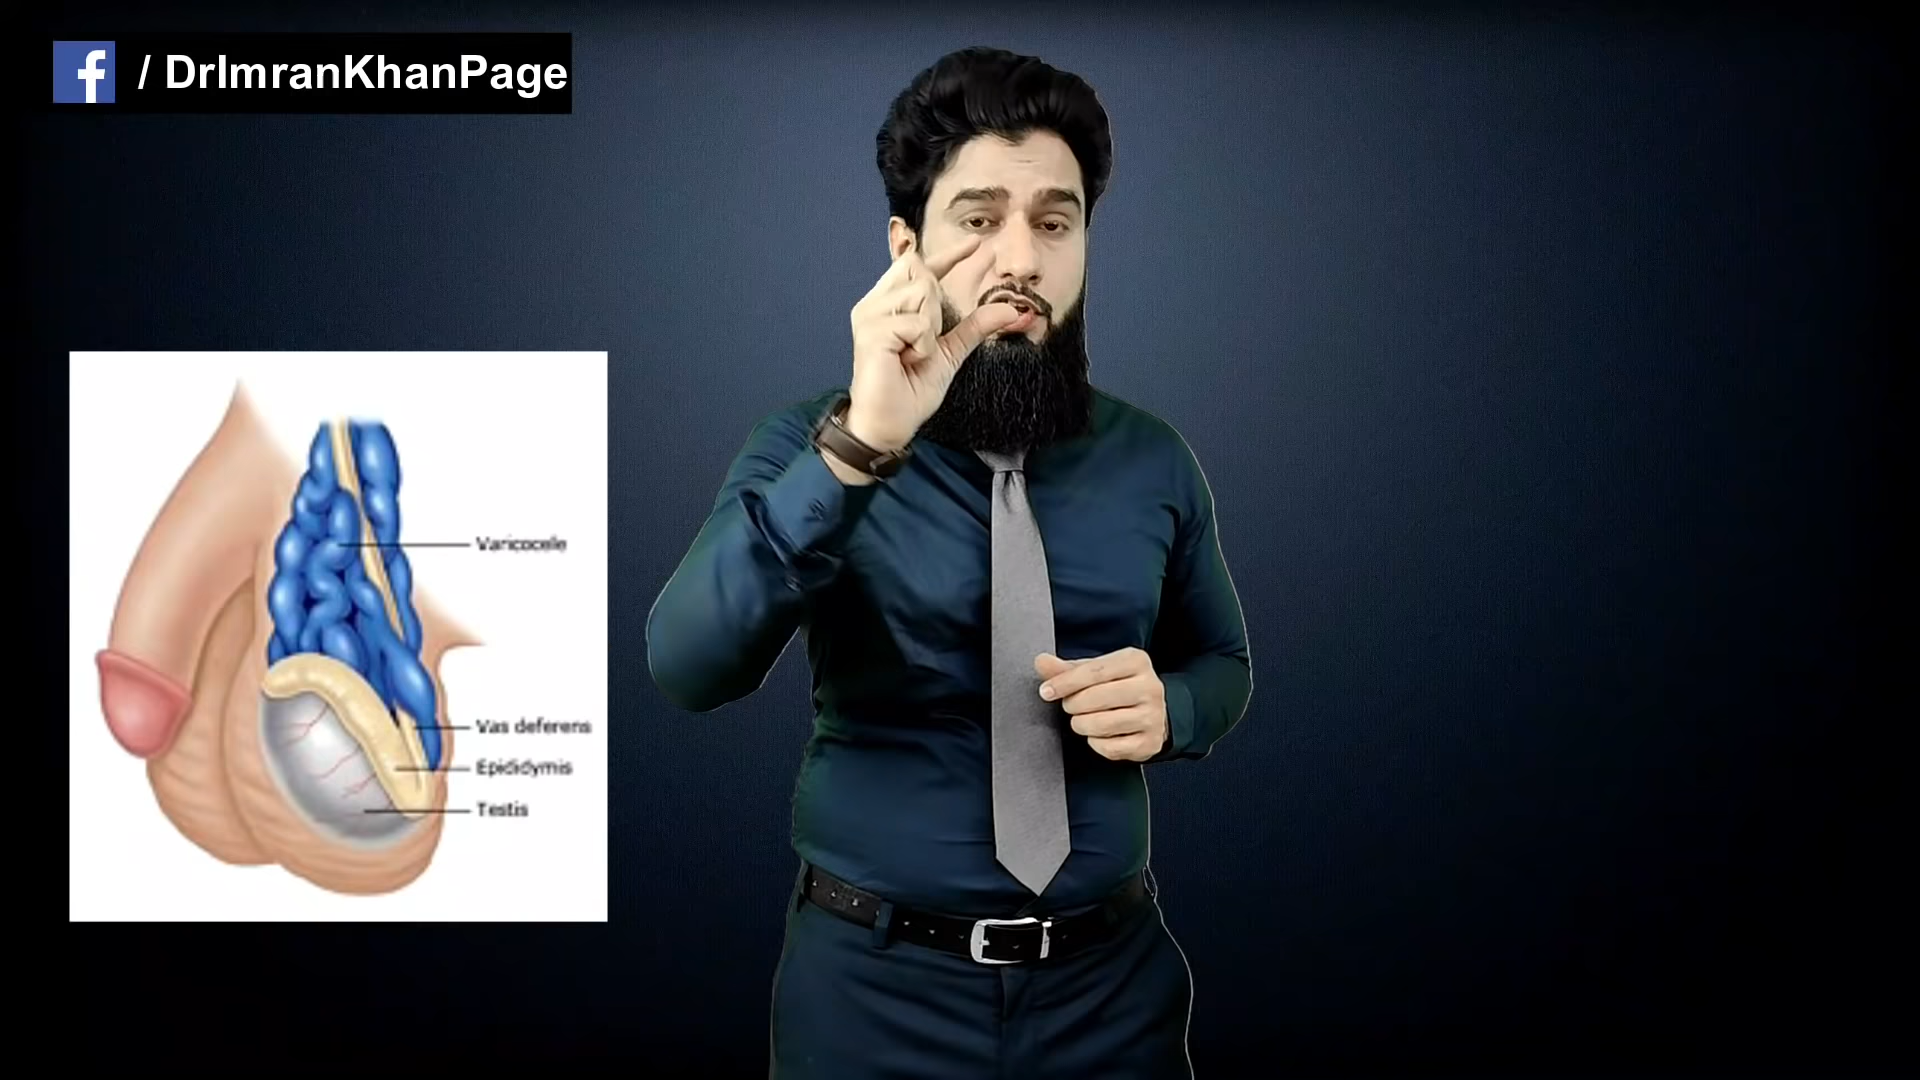 / DrImranKhanPage
Varicocele
Vas deferens
Epididymis
Testis